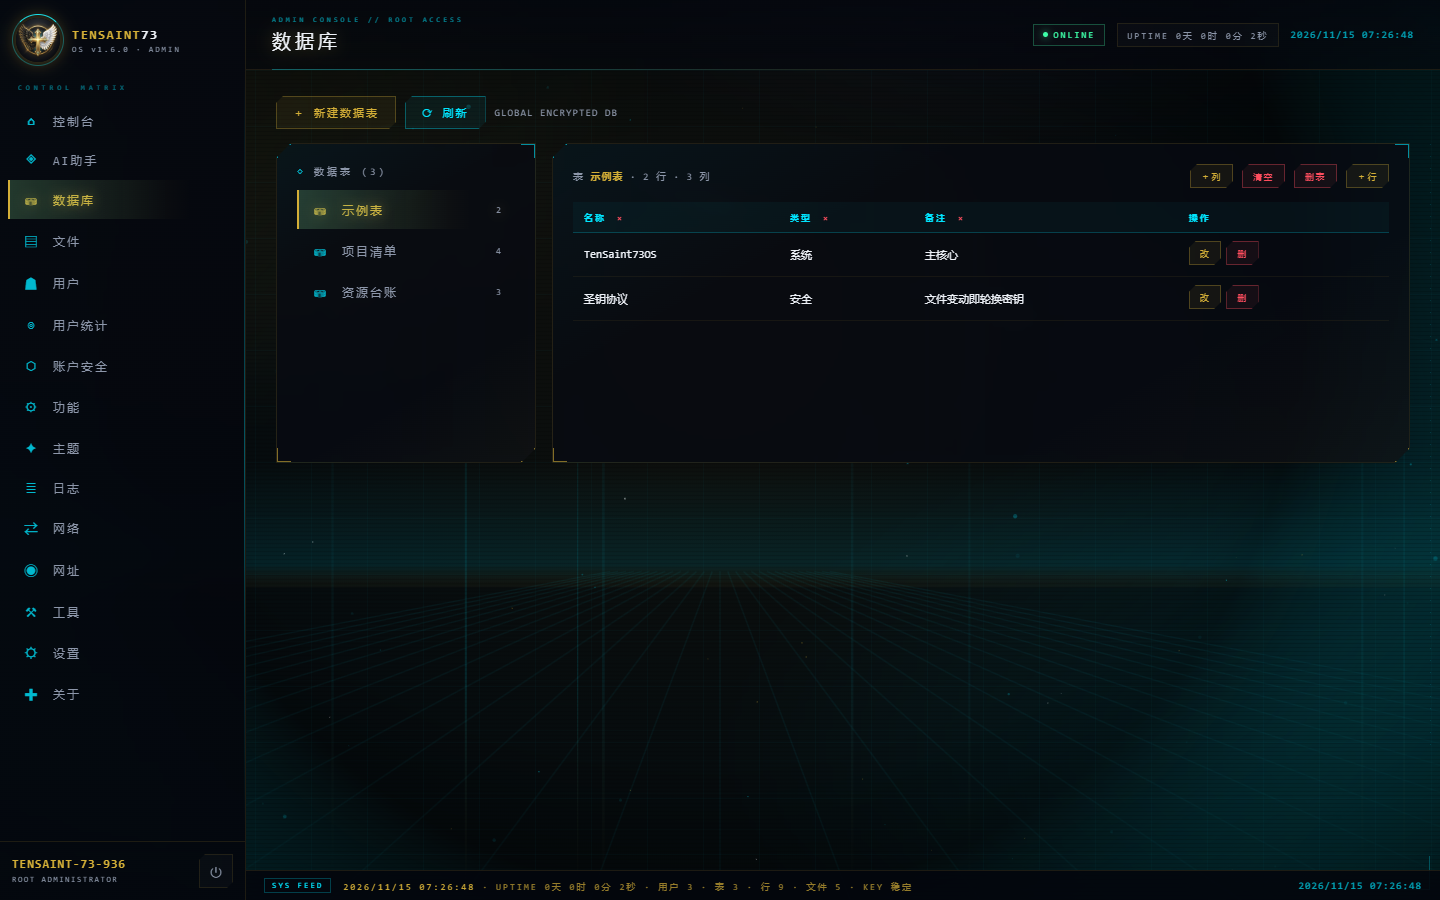 TENSAINT73
OS v1.6.0 · ADMIN
CONTROL MATRIX
控制台
AI助手
数据库
文件
用户
用户统计
账户安全
功能
主题
日志
网络
网址
工具
设置
关于
TENSAINT-73-936
ROOT ADMINISTRATOR
ADMIN CONSOLE // ROOT ACCESS
数据库
ONLINE
UPTIME 0天 0时 0分 2秒
2026/11/15 07:26:48
+ 新建数据表
刷新
GLOBAL ENCRYPTED DB
数据表 (3)
示例表 2
项目清单 4
资源台账 3
表 示例表 · 2 行 · 3 列
+列 清空 删表 +行
名称 × 类型 × 备注 × 操作
TenSaint73OS 系统 主核心 改 删
圣钥协议 安全 文件变动即轮换密钥 改 删
SYS FEED
2026/11/15 07:26:48 · UPTIME 0天 0时 0分 2秒 · 用户 3 · 表 3 · 行 9 · 文件 5 · KEY 稳定
2026/11/15 07:26:48